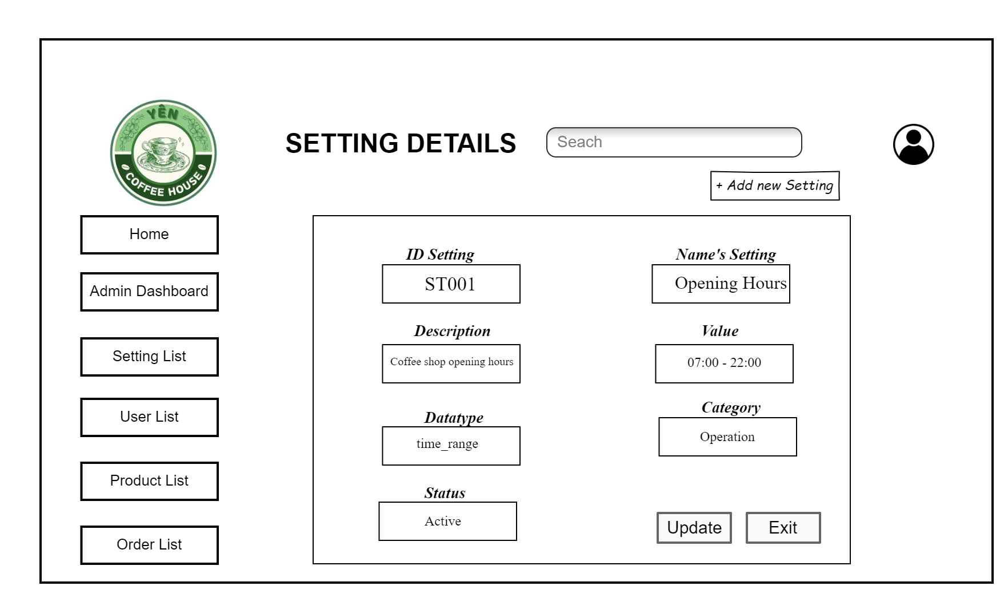 YÊN
COFFEE HOUSE
SETTING DETAILS
Seach
+ Add new Setting
Home
Admin Dashboard
Setting List
User List
Product List
Order List
ID Setting
ST001
Name's Setting
Opening Hours
Description
Coffee shop opening hours
Value
07:00 - 22:00
Datatype
time_range
Category
Operation
Status
Active
Update
Exit